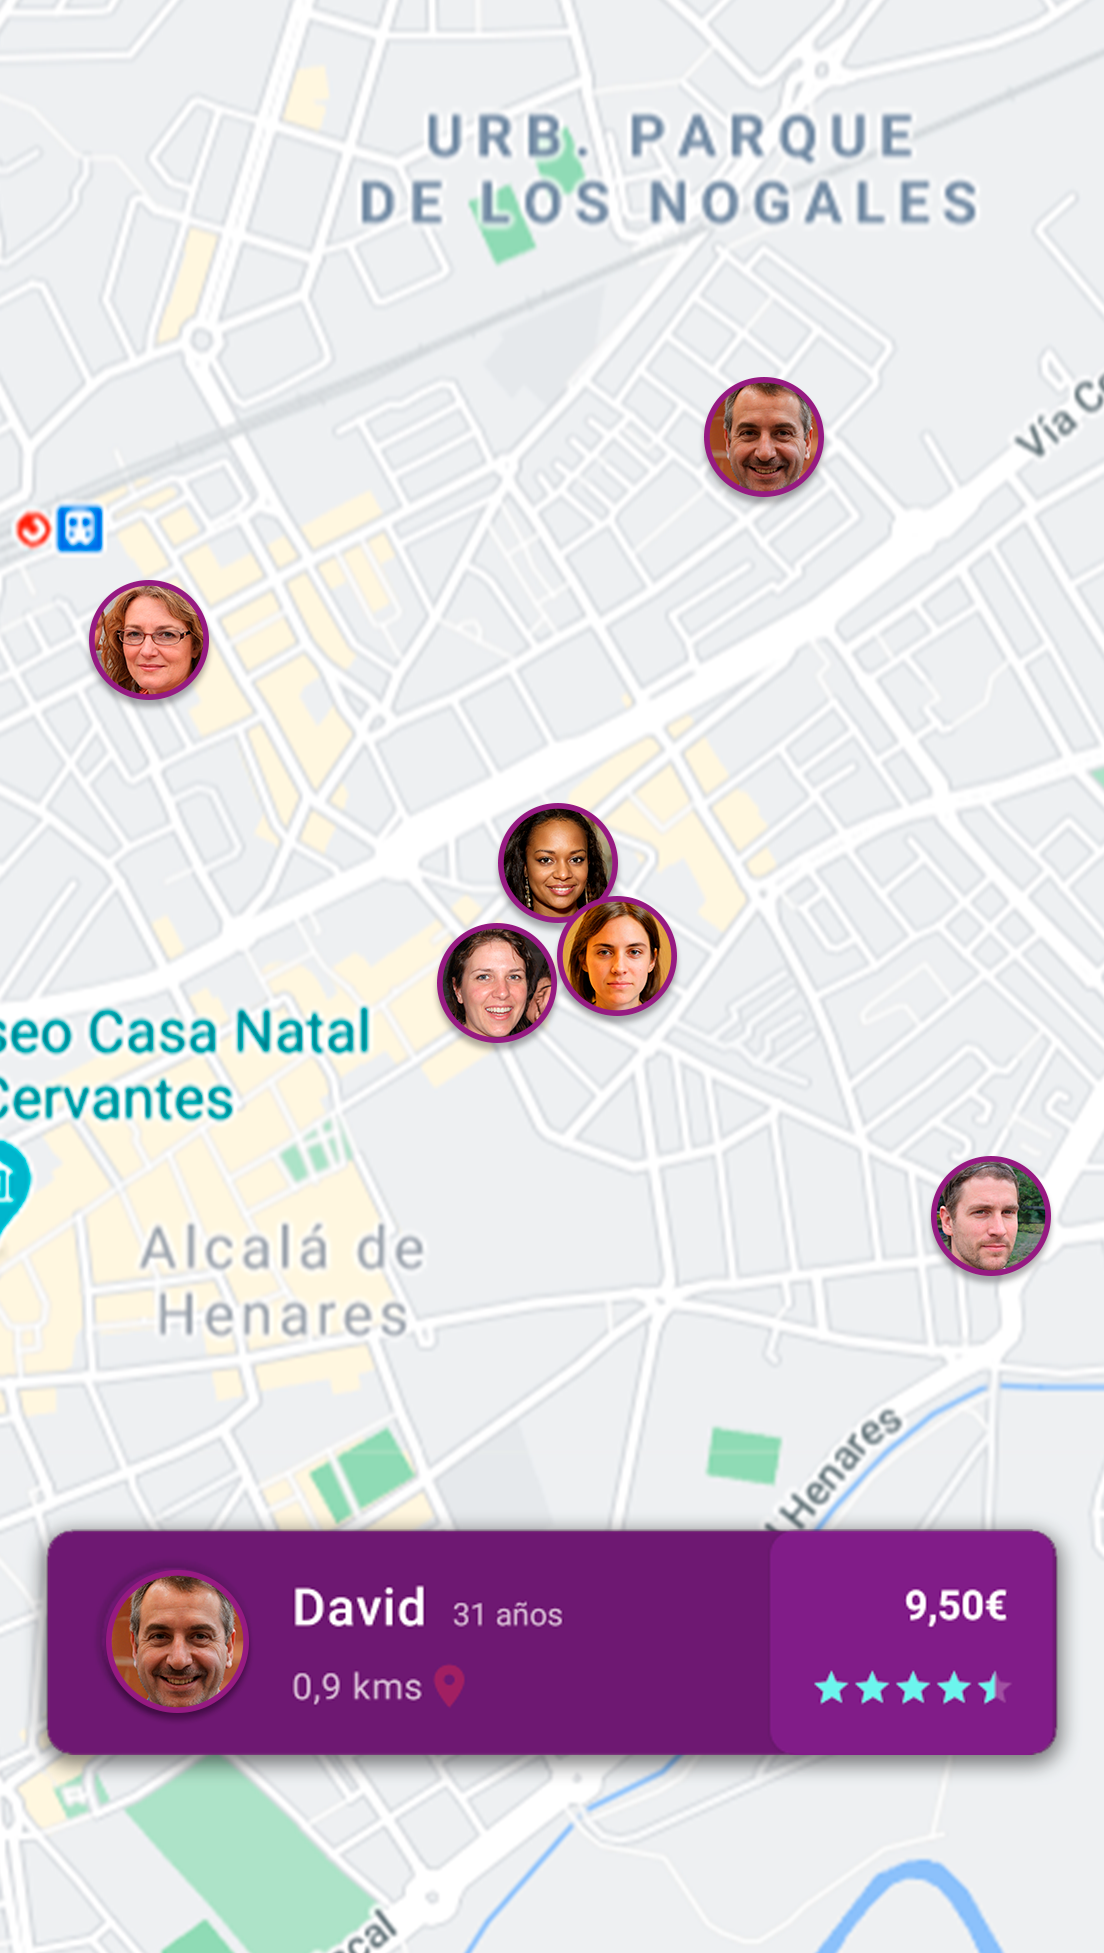 URB. PARQUE
DE LOS NOGALES
Vía Co
seo Casa Natal
Cervantes
Alcalá de
Henares
Henares
David 31 años
9,50€
0,9 kms